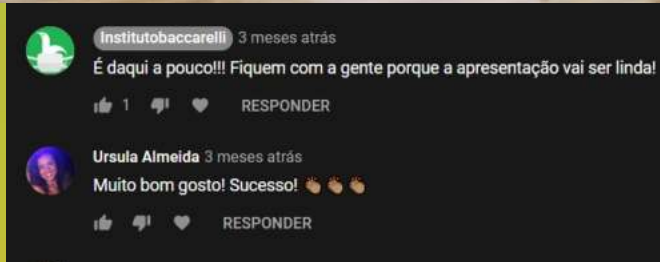 Institutobaccarelli 3 meses atrás
É daqui a pouco!!! Fiquem com a gente porque a apresentação vai ser linda!
1 RESPONDER
Ursula Almeida 3 meses atrás
Muito bom gosto! Sucesso! 👏🏽👏🏽👏🏽
RESPONDER